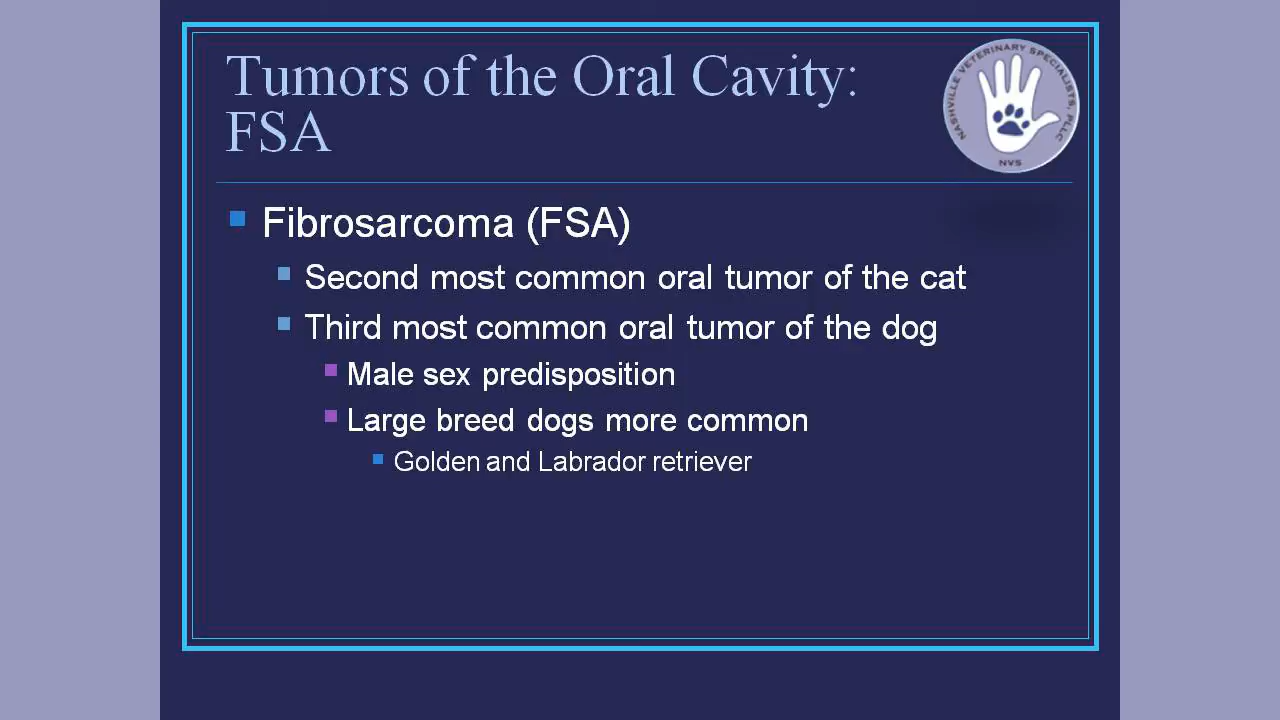 Tumors of the Oral Cavity:
FSA
NASHVILLE VETERINARY SPECIALISTS, PLLC
NVS
Fibrosarcoma (FSA)
Second most common oral tumor of the cat
Third most common oral tumor of the dog
Male sex predisposition
Large breed dogs more common
Golden and Labrador retriever